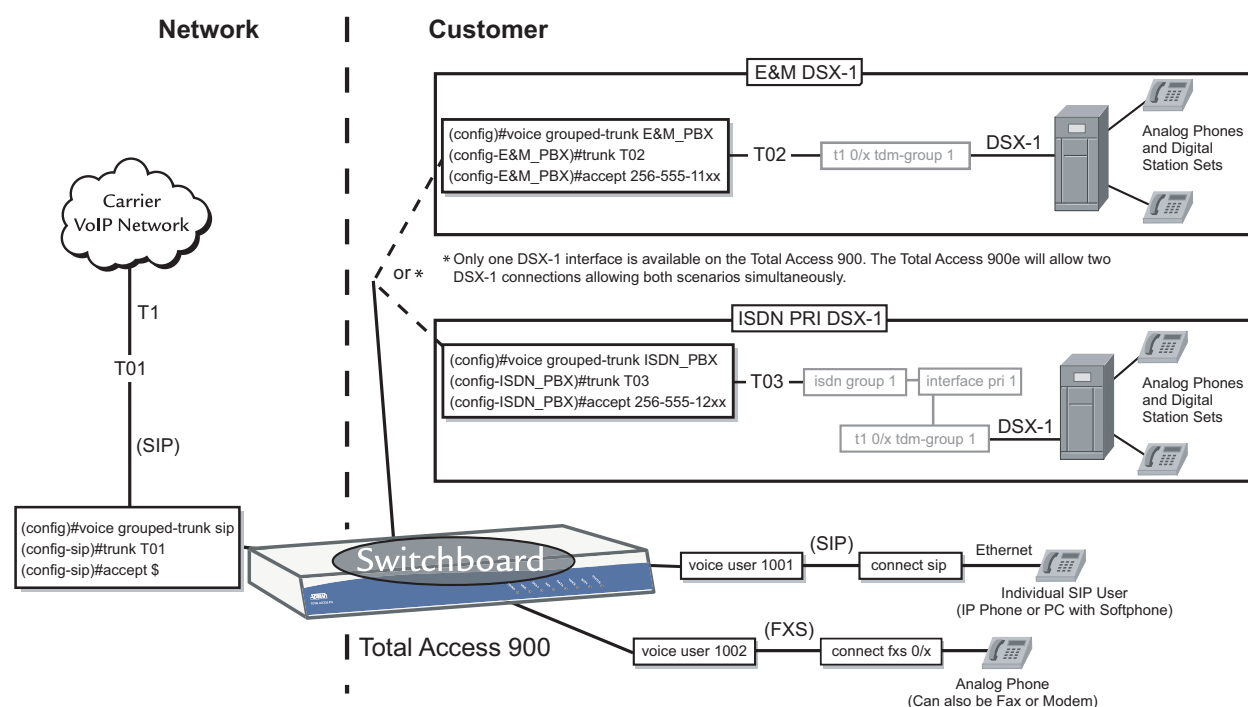 Network
Customer
E&M DSX-1
(config)#voice grouped-trunk E&M_PBX
(config-E&M_PBX)#trunk T02
(config-E&M_PBX)#accept 256-555-11xx
T02
t1 0/x tdm-group 1
DSX-1
Analog Phones
and Digital
Station Sets
Carrier
VoIP Network
or *
* Only one DSX-1 interface is available on the Total Access 900. The Total Access 900e will allow two
DSX-1 connections allowing both scenarios simultaneously.
T1
T01
(SIP)
ISDN PRI DSX-1
(config)#voice grouped-trunk ISDN_PBX
(config-ISDN_PBX)#trunk T03
(config-ISDN_PBX)#accept 256-555-12xx
T03
isdn group 1
interface pri 1
t1 0/x tdm-group 1
DSX-1
Analog Phones
and Digital
Station Sets
(config)#voice grouped-trunk sip
(config-sip)#trunk T01
(config-sip)#accept $
Switchboard
ADTRAN
Total Access 900
voice user 1001
(SIP)
connect sip
Ethernet
Individual SIP User
(IP Phone or PC with Softphone)
voice user 1002
(FXS)
connect fxs 0/x
Analog Phone
(Can also be Fax or Modem)